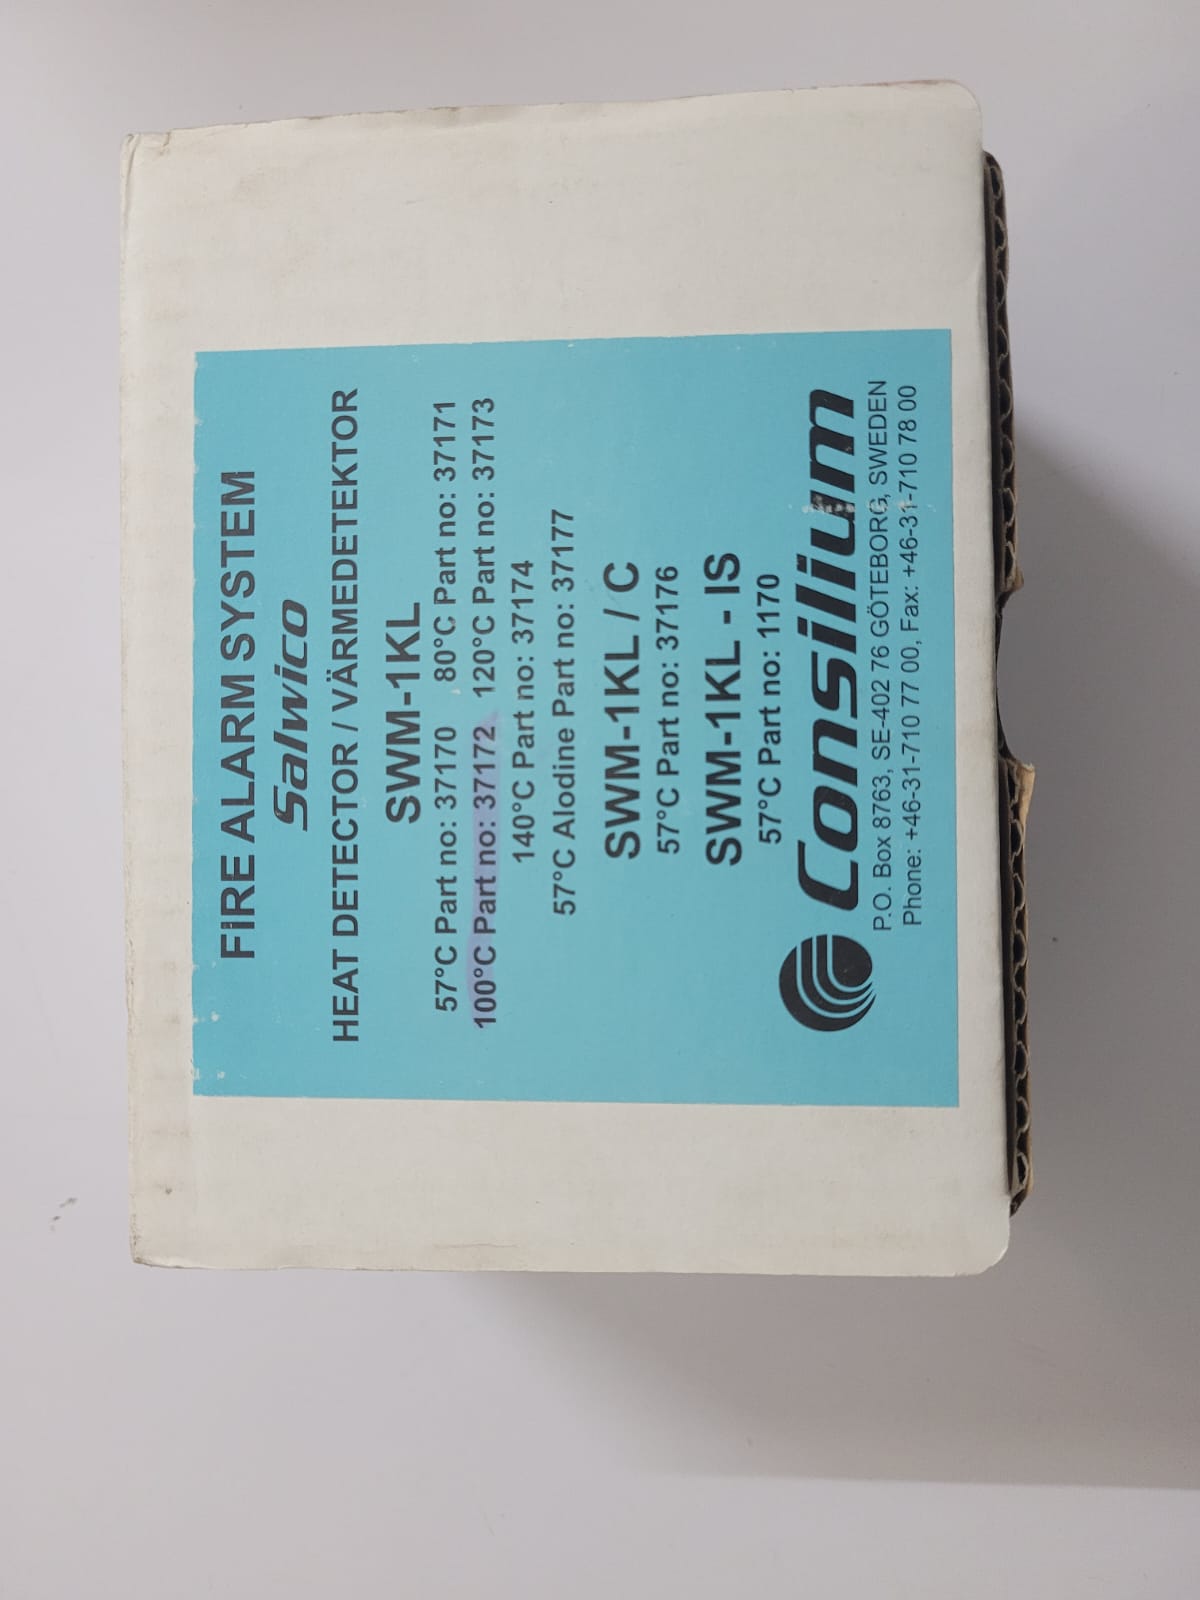 FIRE ALARM SYSTEM
Salwico
HEAT DETECTOR / VÄRMEDETEKTOR
SWM-1KL
57°C Part no: 37170 80°C Part no: 37171
100°C Part no: 37172 120°C Part no: 37173
140°C Part no: 37174
57°C Alodine Part no: 37177
SWM-1KL / C
57°C Part no: 37176
SWM-1KL - IS
57°C Part no: 1170
Consilium
P.O. Box 8763, SE-402 76 GÖTEBORG, SWEDEN
Phone: +46-31-710 77 00, Fax: +46-31-710 78 00